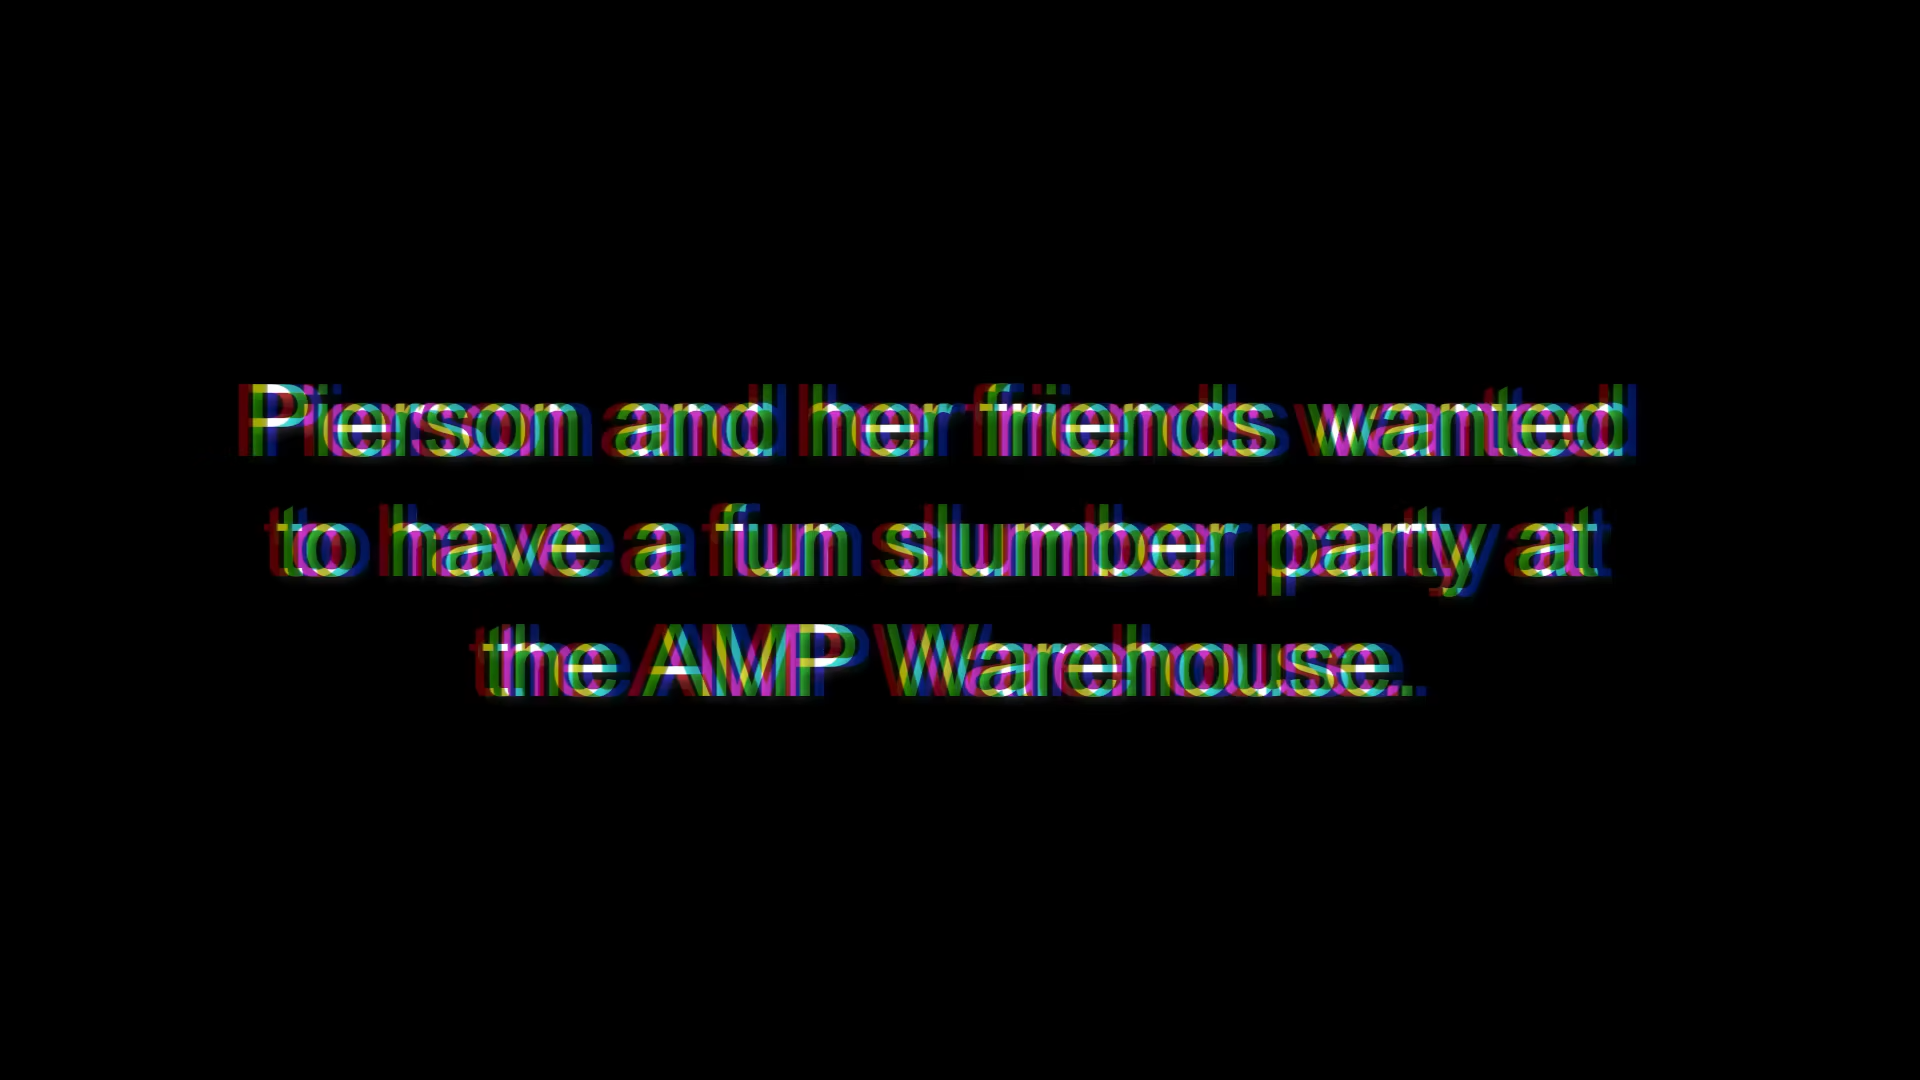 Pierson and her friends wanted
to have a fun slumber party at
the AMP Warehouse.